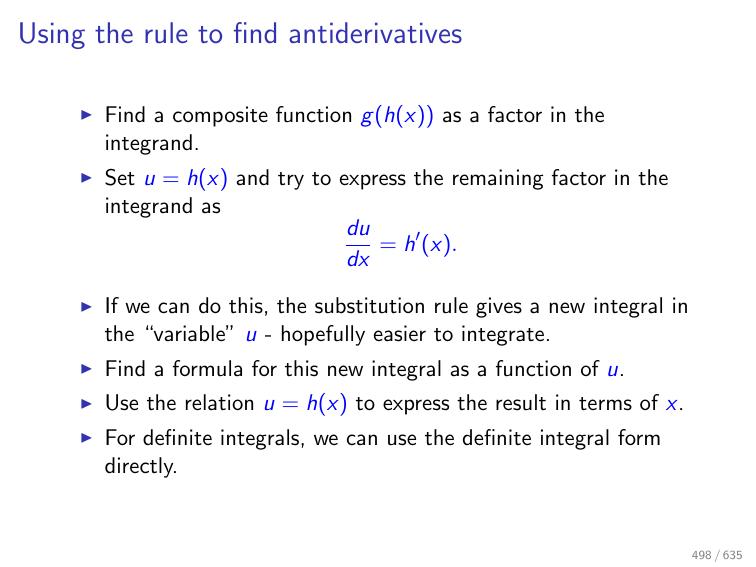 Using the rule to find antiderivatives
▶ Find a composite function g(h(x)) as a factor in the
integrand.
▶ Set u = h(x) and try to express the remaining factor in the
integrand as
du/dx = h′(x).
▶ If we can do this, the substitution rule gives a new integral in
the “variable” u - hopefully easier to integrate.
▶ Find a formula for this new integral as a function of u.
▶ Use the relation u = h(x) to express the result in terms of x.
▶ For definite integrals, we can use the definite integral form
directly.
498 / 635